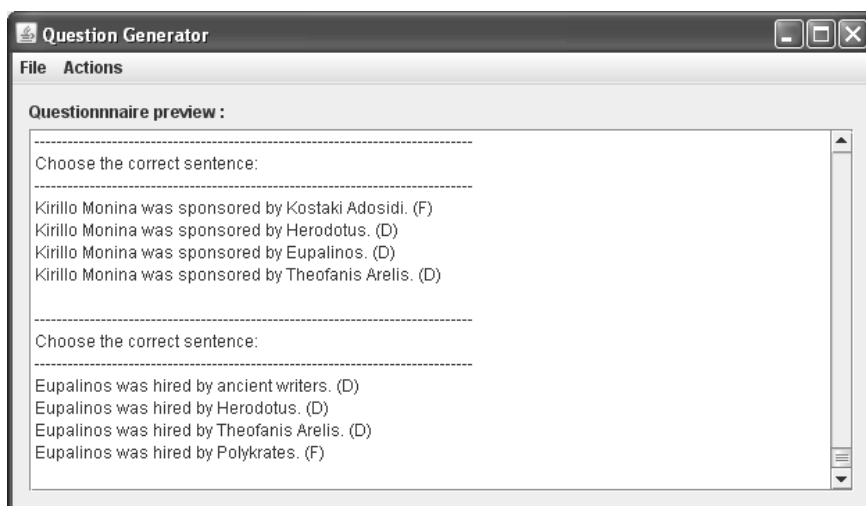 Question Generator
File Actions
Questionnnaire preview :
--------------------------------------------------------------------------------
Choose the correct sentence:
--------------------------------------------------------------------------------
Kirillo Monina was sponsored by Kostaki Adosidi. (F)
Kirillo Monina was sponsored by Herodotus. (D)
Kirillo Monina was sponsored by Eupalinos. (D)
Kirillo Monina was sponsored by Theofanis Arelis. (D)
--------------------------------------------------------------------------------
Choose the correct sentence:
--------------------------------------------------------------------------------
Eupalinos was hired by ancient writers. (D)
Eupalinos was hired by Herodotus. (D)
Eupalinos was hired by Theofanis Arelis. (D)
Eupalinos was hired by Polykrates. (F)